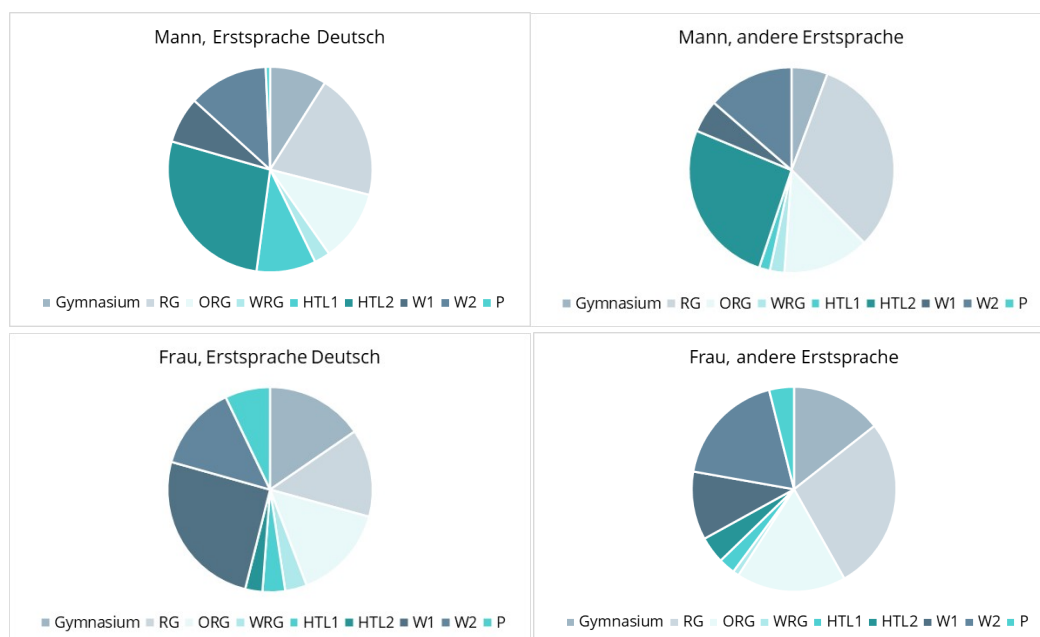 Mann, Erstsprache Deutsch
Gymnasium RG ORG WRG HTL1 HTL2 W1 W2 P
Mann, andere Erstsprache
Gymnasium RG ORG WRG HTL1 HTL2 W1 W2 P
Frau, Erstsprache Deutsch
Gymnasium RG ORG WRG HTL1 HTL2 W1 W2 P
Frau, andere Erstsprache
Gymnasium RG ORG WRG HTL1 HTL2 W1 W2 P